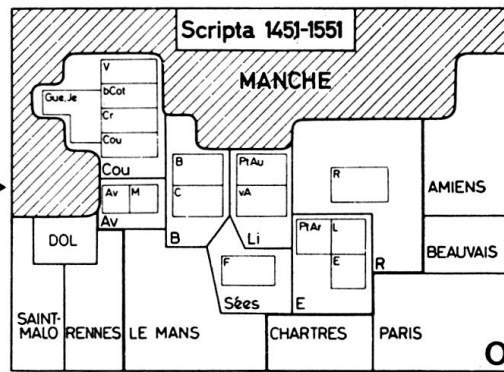 Scripta 1451-1551
MANCHE
V
Gue, Je
bCot
Cr
Cou
Cou
Av
M
Av
B
C
B
PtAu
vA
Li
R
R
AMIENS
F
Sées
PtAr
L
E
E
BEAUVAIS
DOL
SAINT-
MALO
RENNES
LE MANS
CHARTRES
PARIS
O